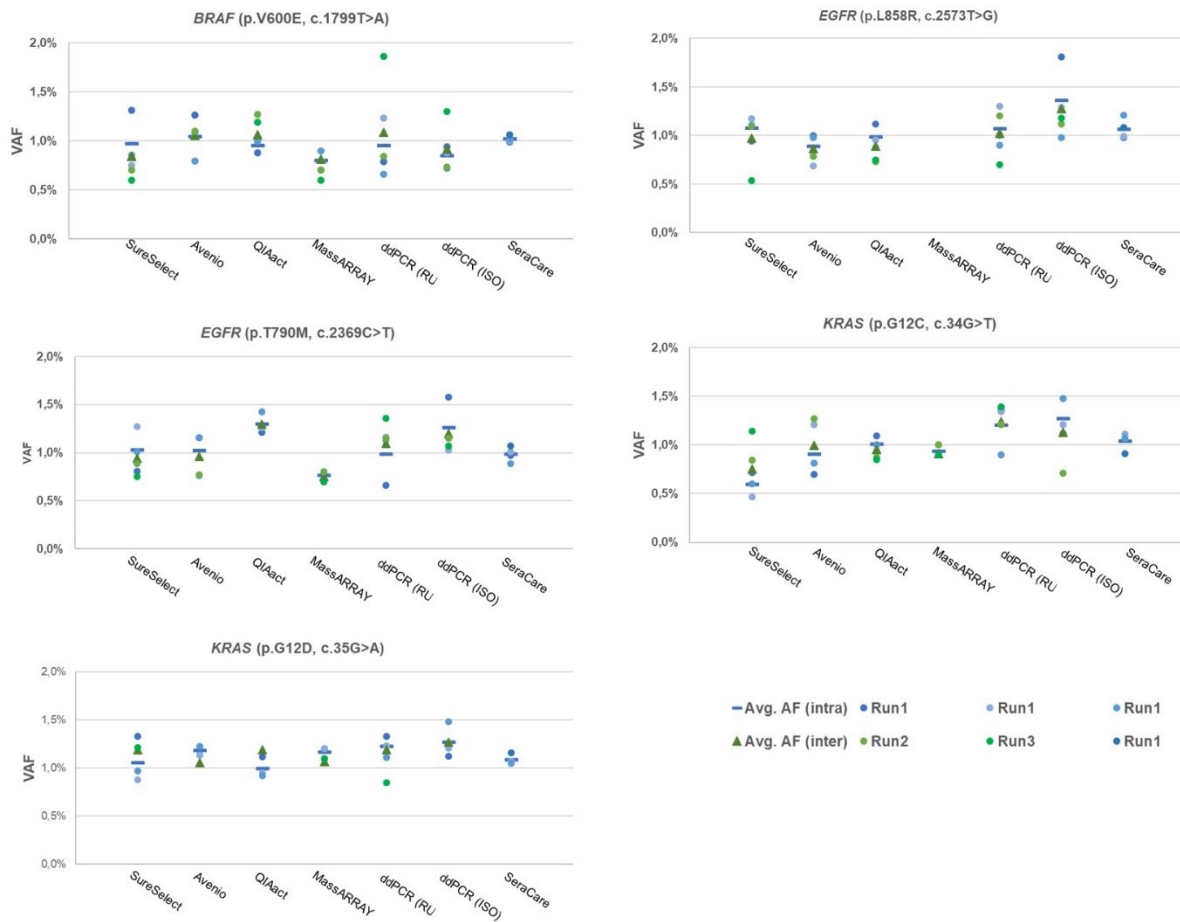 BRAF (p.V600E, c.1799T>A)
2,0%
1,5%
1,0%
0,5%
0,0%
VAF
SureSelect
Avenio
QIAact
MassARRAY
ddPCR (RU
ddPCR (ISO)
SeraCare
EGFR (p.L858R, c.2573T>G)
2,0%
1,5%
1,0%
0,5%
0,0%
VAF
SureSelect
Avenio
QIAact
MassARRAY
ddPCR (RU
ddPCR (ISO)
SeraCare
EGFR (p.T790M, c.2369C>T)
2,0%
1,5%
1,0%
0,5%
0,0%
VAF
SureSelect
Avenio
QIAact
MassARRAY
ddPCR (RU
ddPCR (ISO)
SeraCare
KRAS (p.G12C, c.34G>T)
2,0%
1,5%
1,0%
0,5%
0,0%
VAF
SureSelect
Avenio
QIAact
MassARRAY
ddPCR (RU
ddPCR (ISO)
SeraCare
KRAS (p.G12D, c.35G>A)
2,0%
1,5%
1,0%
0,5%
0,0%
VAF
SureSelect
Avenio
QIAact
MassARRAY
ddPCR (RU
ddPCR (ISO)
SeraCare
Avg. AF (intra) Run1 Run1 Run1
Avg. AF (inter) Run2 Run3 Run1